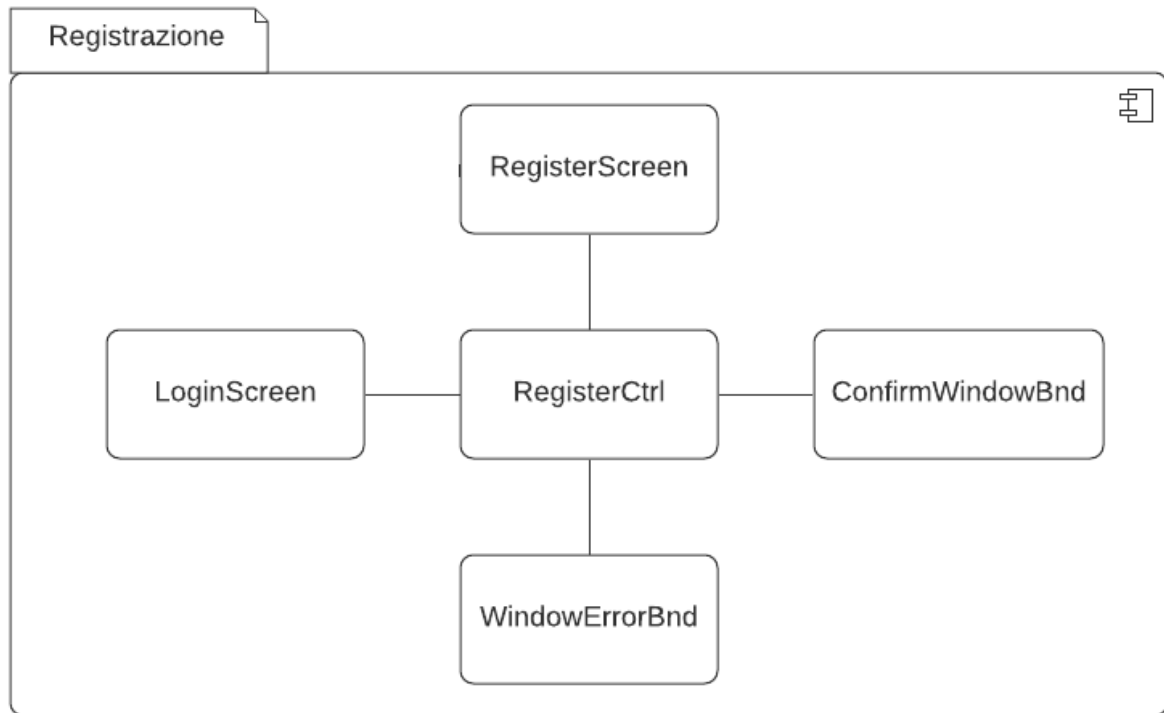 Registrazione
RegisterScreen
LoginScreen
RegisterCtrl
ConfirmWindowBnd
WindowErrorBnd